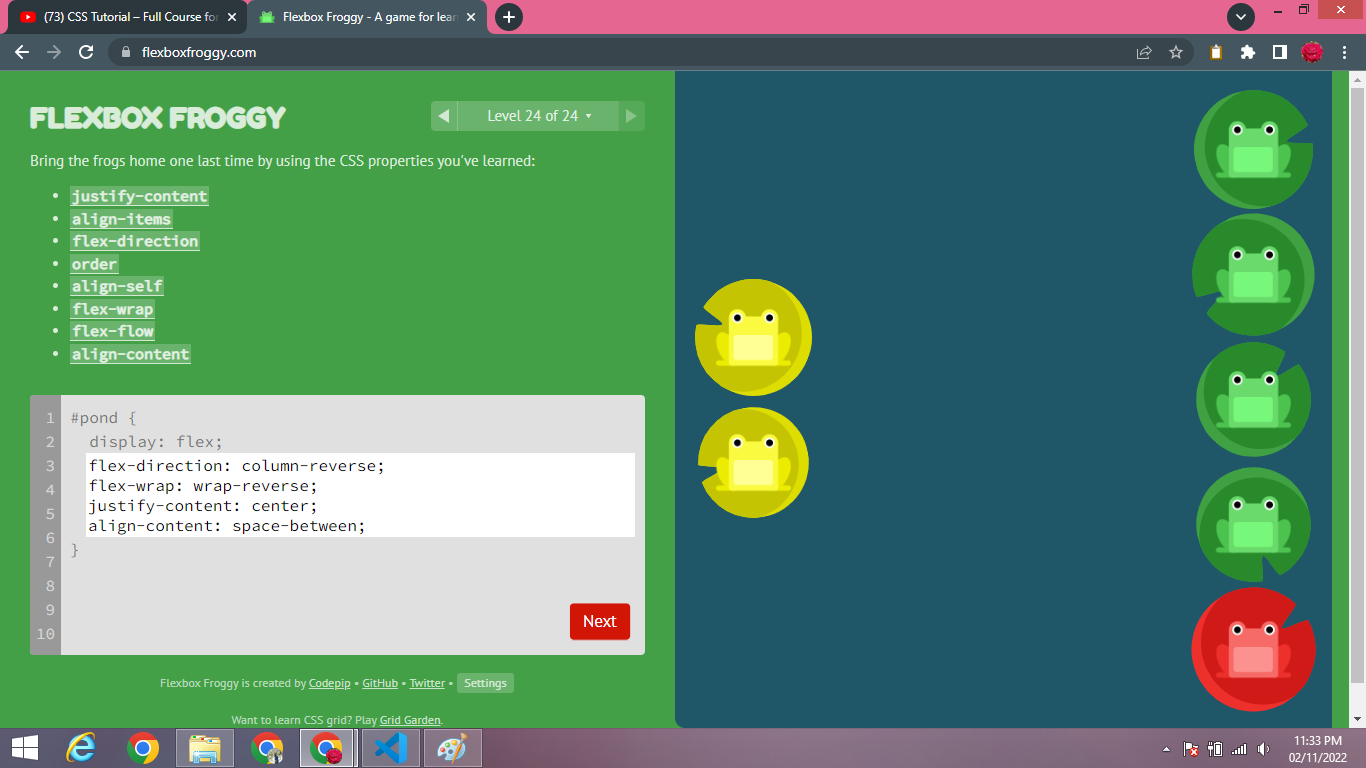 (73) CSS Tutorial – Full Course for
Flexbox Froggy - A game for lear
flexboxfroggy.com
FLEXBOX FROGGY
Level 24 of 24
Bring the frogs home one last time by using the CSS properties you've learned:
justify-content
align-items
flex-direction
order
align-self
flex-wrap
flex-flow
align-content
1 #pond {
2 display: flex;
3 flex-direction: column-reverse;
4 flex-wrap: wrap-reverse;
5 justify-content: center;
6 align-content: space-between;
7 }
8
9
10
Next
Flexbox Froggy is created by Codepip • GitHub • Twitter • Settings
Want to learn CSS grid? Play Grid Garden.
11:33 PM
02/11/2022